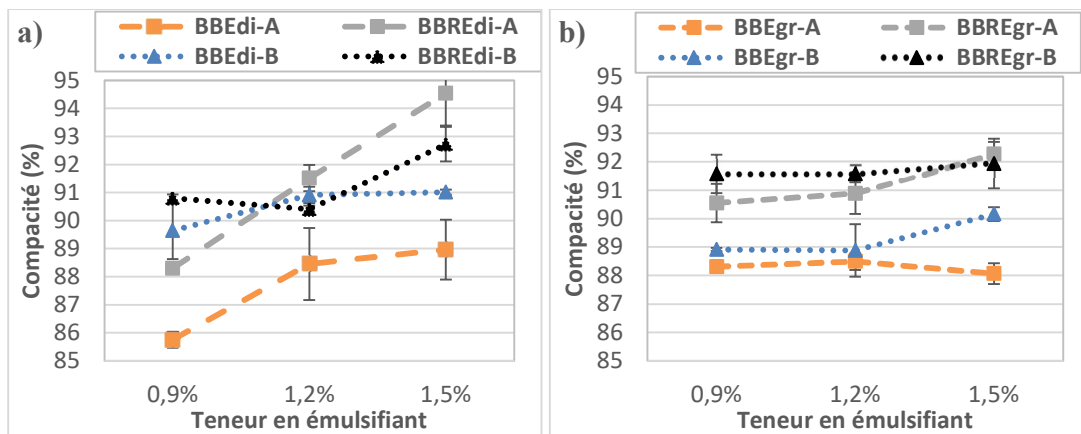 a)
BBEdi-A BBREdi-A
BBEdi-B BBREdi-B
Compacité (%)
95
94
93
92
91
90
89
88
87
86
85
0,9% 1,2% 1,5%
Teneur en émulsifiant
b)
BBEgr-A BBREgr-A
BBEgr-B BBREgr-B
Compacité (%)
95
94
93
92
91
90
89
88
87
86
85
0,9% 1,2% 1,5%
Teneur en émulsifiant